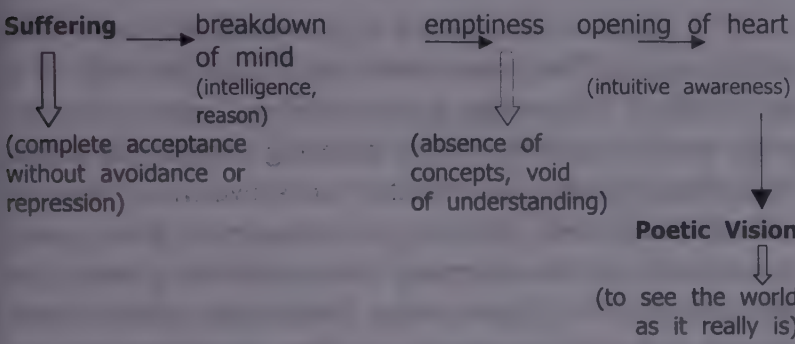 Suffering breakdown emptiness opening of heart
of mind
(intelligence, (intuitive awareness)
reason)
(complete acceptance (absence of
without avoidance or concepts, void
repression) of understanding)
Poetic Vision
(to see the world
as it really is)